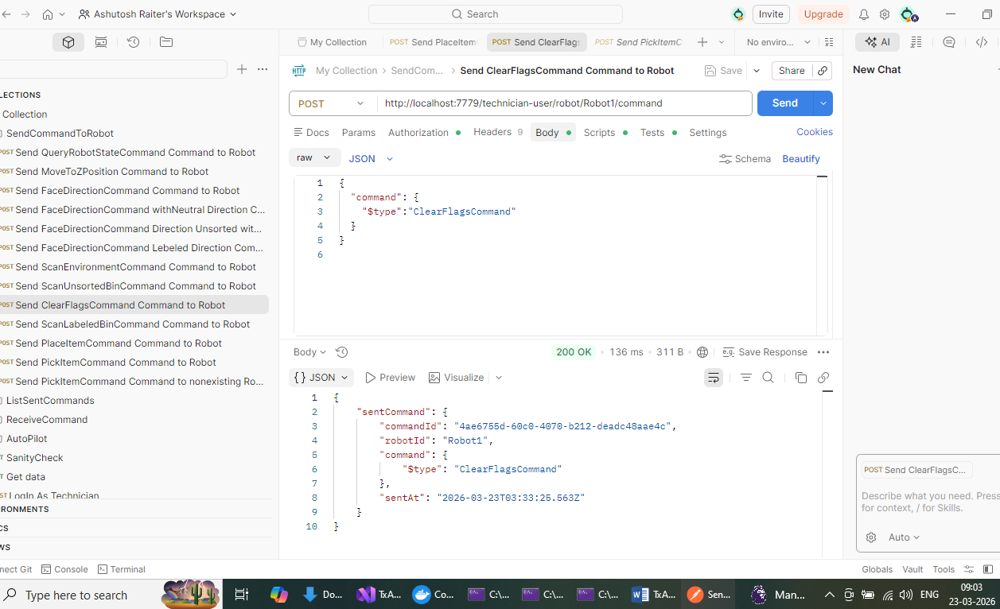 Ashutosh Raiter's Workspace
Search
Invite
Upgrade
My Collection
POST Send PlaceItem
POST Send ClearFlags
POST Send PickItemC
No enviro...
AI
HTTP My Collection > SendCom... > Send ClearFlagsCommand Command to Robot
Save
Share
New Chat
LECTIONS
Collection
SendCommandToRobot
POST Send QueryRobotStateCommand Command to Robot
POST Send MoveToZPosition Command to Robot
POST Send FaceDirectionCommand Command to Robot
POST Send FaceDirectionCommand withNeutral Direction C...
POST Send FaceDirectionCommand Direction Unsorted wit...
POST Send FaceDirectionCommand Lebeled Direction Com...
POST Send ScanEnvironmentCommand Command to Robot
POST Send ScanUnsortedBinCommand Command to Robot
POST Send ClearFlagsCommand Command to Robot
POST Send ScanLabeledBinCommand Command to Robot
POST Send PlaceItemCommand Command to Robot
POST Send PickItemCommand Command to Robot
POST Send PickItemCommand Command to nonexisting Ro...
ListSentCommands
ReceiveCommand
AutoPilot
SanityCheck
Get data
LogIn As Technician
RONMENTS
CS
WS
POST
http://localhost:7779/technician-user/robot/Robot1/command
Send
Docs
Params
Authorization
Headers 9
Body
Scripts
Tests
Settings
Cookies
raw
JSON
Schema
Beautify
1 {
2 "command": {
3 "$type":"ClearFlagsCommand"
4 }
5 }
6
Body
200 OK • 136 ms • 311 B
e.g. Save Response
{} JSON
Preview
Visualize
1 {
2 "sentCommand": {
3 "commandId": "4ae6755d-60c0-4070-b212-deadc48aae4c",
4 "robotId": "Robot1",
5 "command": {
6 "$type": "ClearFlagsCommand"
7 },
8 "sentAt": "2026-03-23T03:33:25.563Z"
9 }
10 }
POST Send ClearFlagsC...
Describe what you need. Press
for context, / for Skills.
Auto
nect Git
Console
Terminal
Globals
Vault
Tools
Type here to search
Do...
TxA...
Co...
C:\...
C:\...
C:\...
TxA...
Sen...
Man...
ENG
09:03
23-03-2026